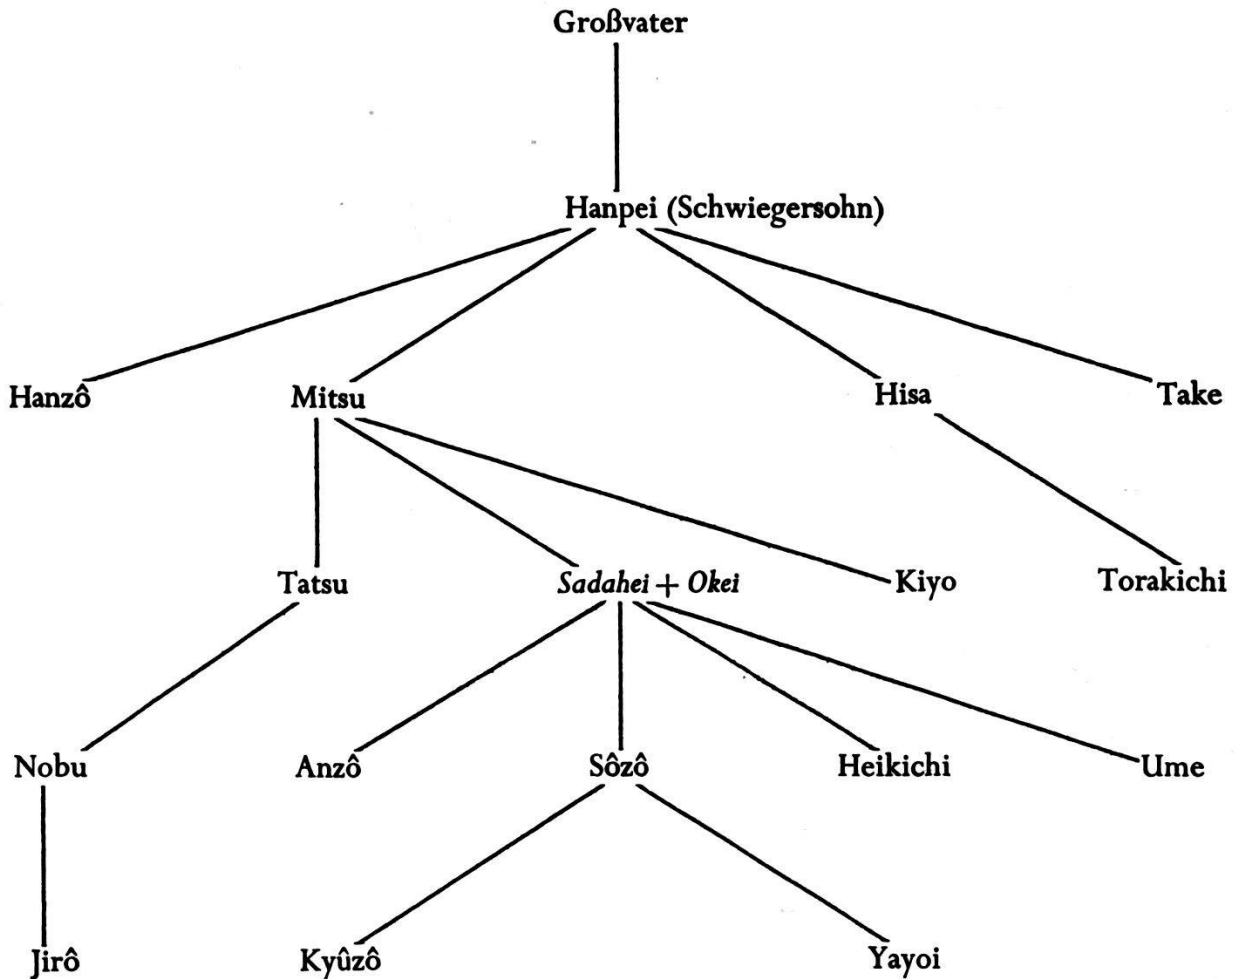 Großvater
Hanpei (Schwiegersohn)
Hanzô Mitsu Hisa Take
Tatsu Sadahei + Okei Kiyo Torakichi
Nobu Anzô Sôzô Heikichi Ume
Jirô Kyûzô Yayoi